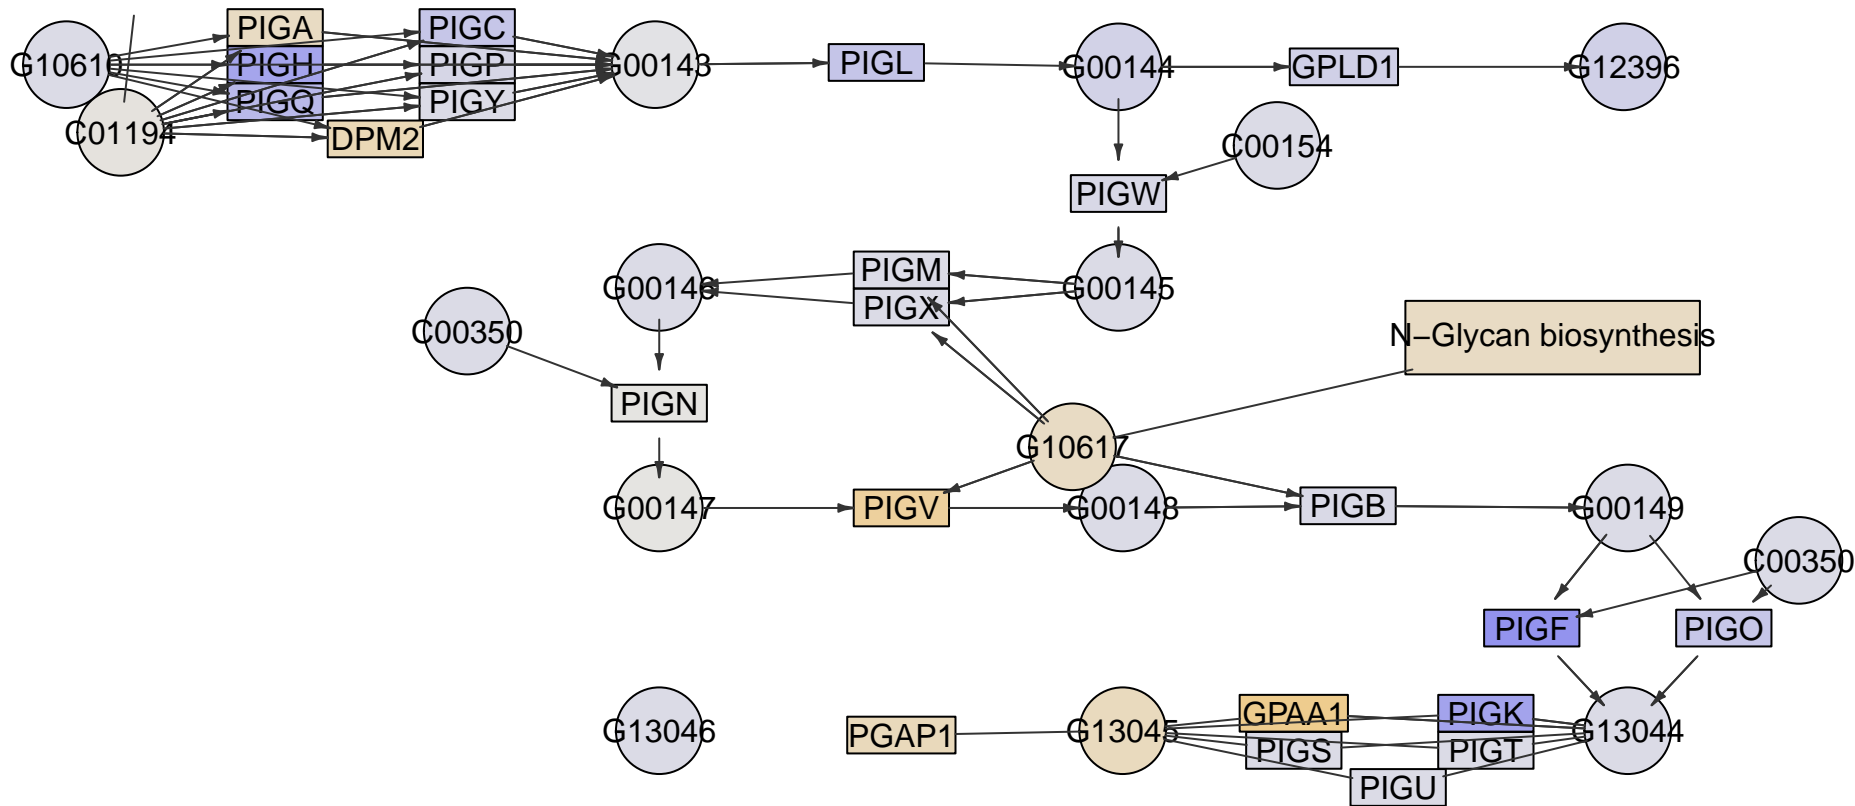 PIGA
PIGC
G10610
PIGH
PIGP
G00143
PIGL
G00144
GPLD1
G12396
PIGQ
PIGY
C01194
DPM2
C00154
PIGW
PIGM
G00146
G00145
PIGX
C00350
N−Glycan biosynthesis
PIGN
G10617
G00147
PIGV
G00148
PIGB
G00149
C00350
PIGF
PIGO
GPAA1
PIGK
G13046
PGAP1
G13045
G13044
PIGS
PIGT
PIGU